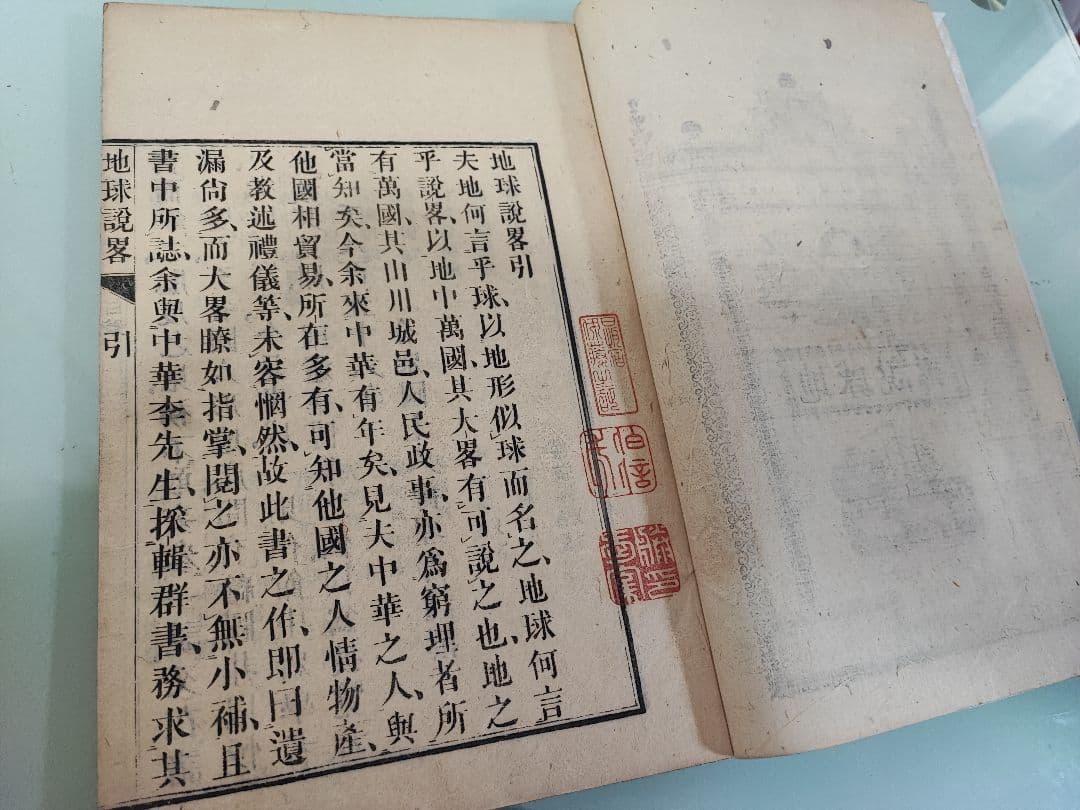 地球說畧引
夫地何言乎球、以地形似球而名之、地球何言
乎說畧、以地中萬國、其大畧有可說之也、地之
有萬國、其山川城邑、人民政事、亦爲窮理者所
當知矣、今余來中華有年矣、見夫中華之人、與
他國相貿易、所在多有、可知他國之人情物產、
及教述禮儀等、未容惘然、故此書之作、即曰遺
漏尙多、而大畧瞭如指掌、閱之亦不無小補、且
書中所誌、余與中華李先生、採輯群書、務求其
地球說畧 引
伯信